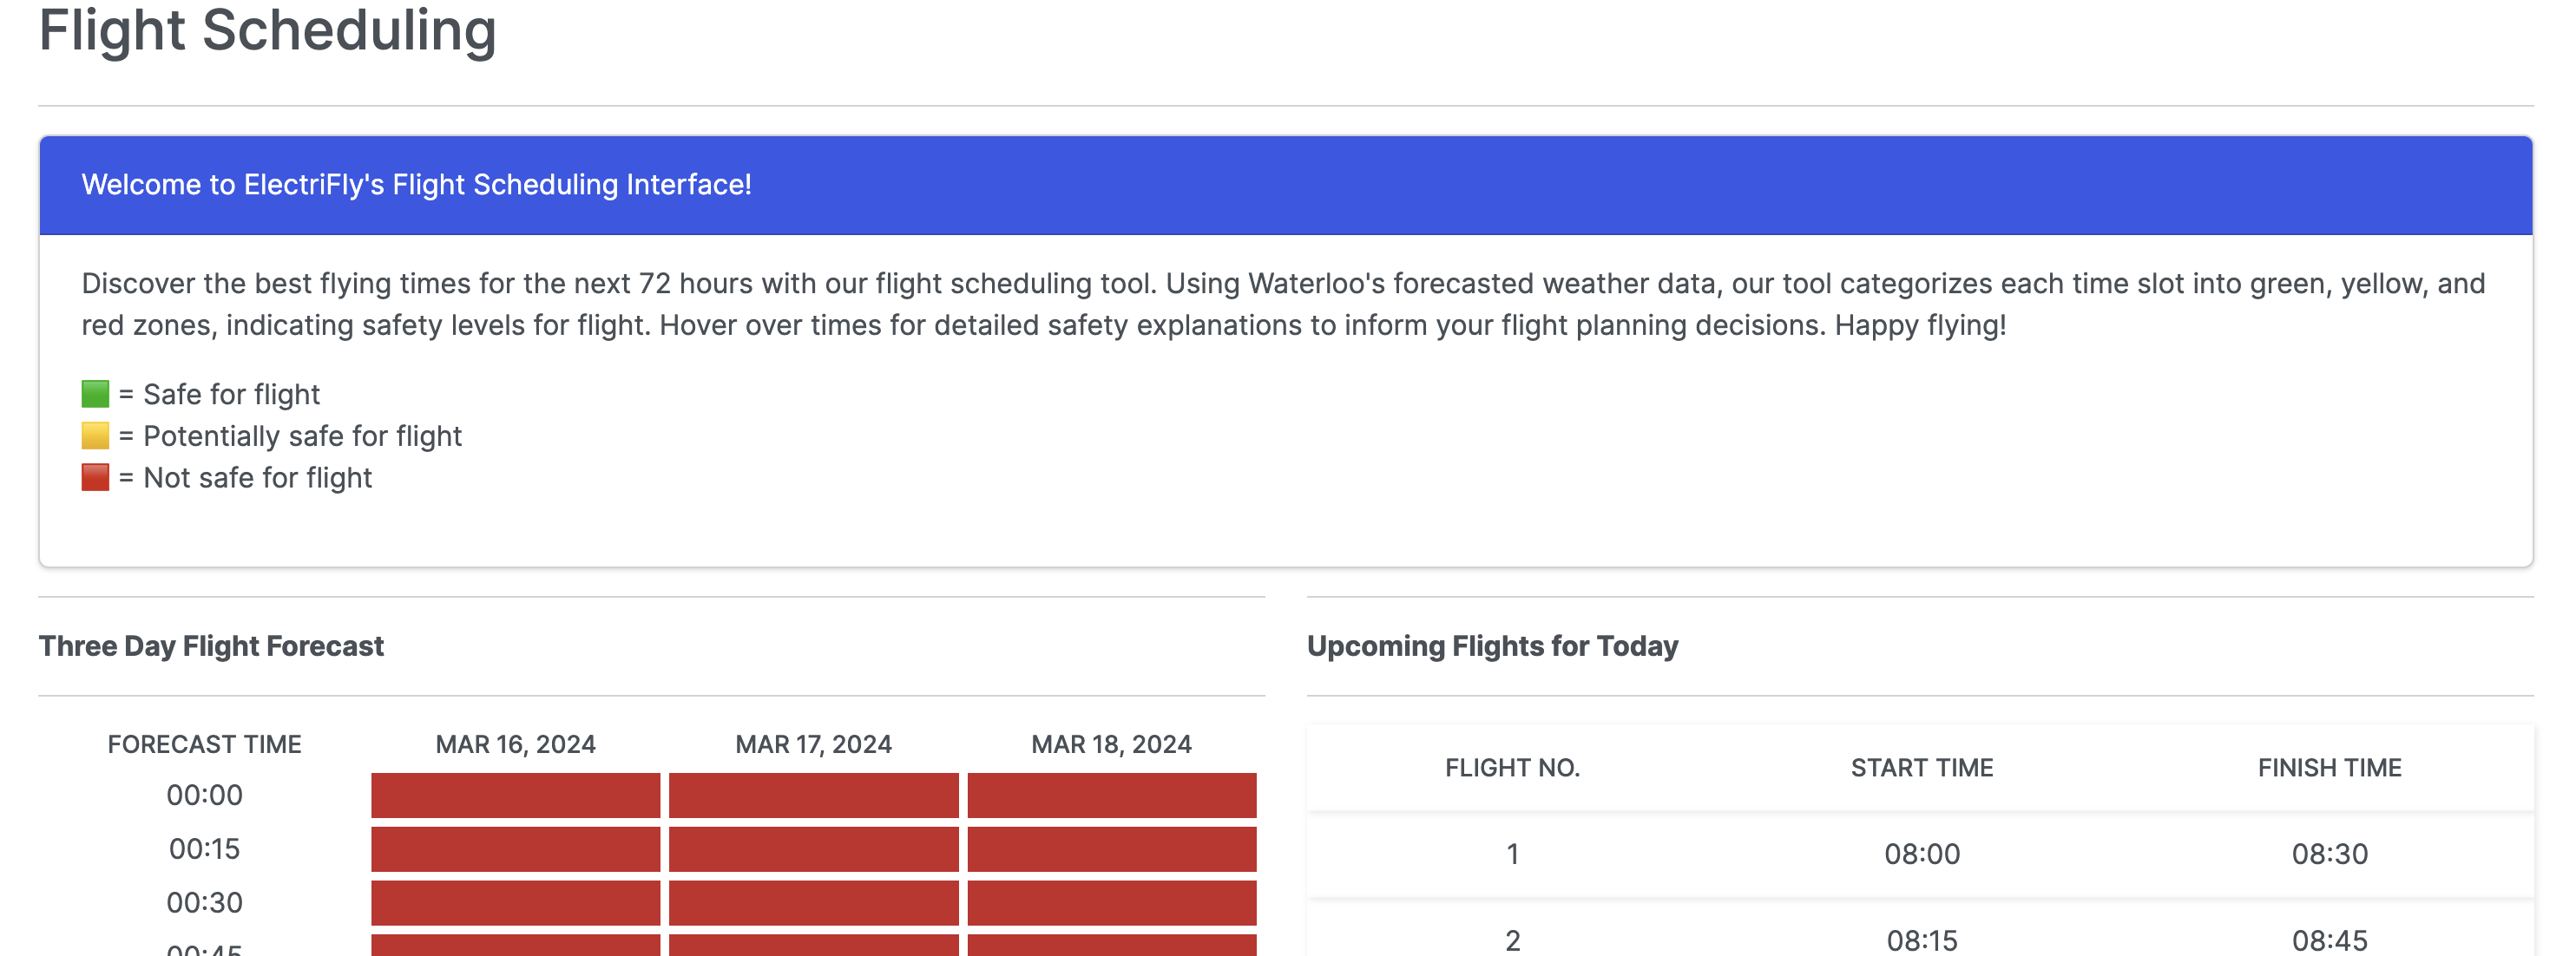 Flight Scheduling
Welcome to ElectriFly's Flight Scheduling Interface!
Discover the best flying times for the next 72 hours with our flight scheduling tool. Using Waterloo's forecasted weather data, our tool categorizes each time slot into green, yellow, and
red zones, indicating safety levels for flight. Hover over times for detailed safety explanations to inform your flight planning decisions. Happy flying!
= Safe for flight
= Potentially safe for flight
= Not safe for flight
Three Day Flight Forecast
FORECAST TIME MAR 16, 2024 MAR 17, 2024 MAR 18, 2024
00:00
00:15
00:30
00:45
Upcoming Flights for Today
FLIGHT NO. START TIME FINISH TIME
1 08:00 08:30
2 08:15 08:45